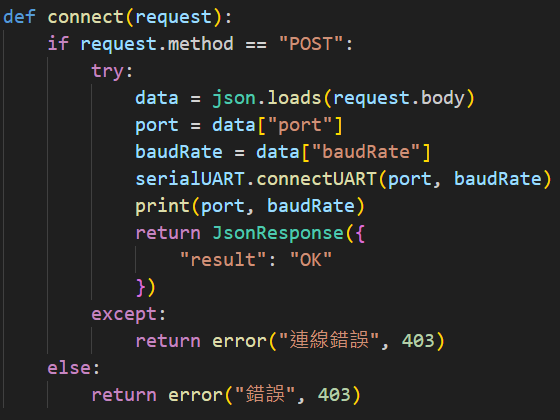 def connect(request):
    if request.method == "POST":
        try:
            data = json.loads(request.body)
            port = data["port"]
            baudRate = data["baudRate"]
            serialUART.connectUART(port, baudRate)
            print(port, baudRate)
            return JsonResponse({
                "result": "OK"
            })
        except:
            return error("連線錯誤", 403)
    else:
        return error("錯誤", 403)